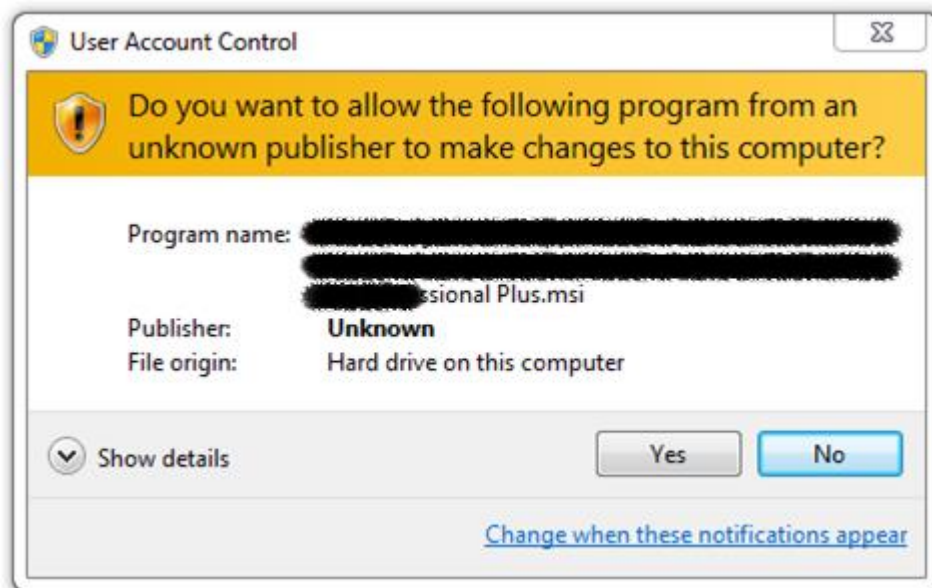 User Account Control
Do you want to allow the following program from an
unknown publisher to make changes to this computer?
Program name:
Plus.msi
Publisher: Unknown
File origin: Hard drive on this computer
Show details
Yes No
Change when these notifications appear